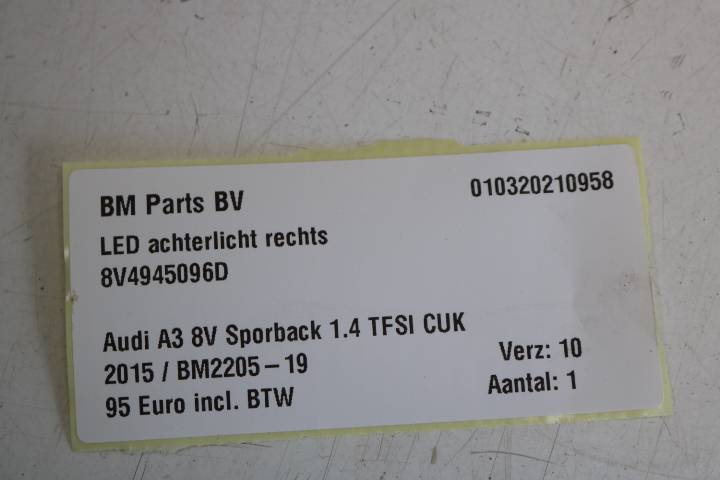 BM Parts BV
010320210958
LED achterlicht rechts
8V4945096D
Audi A3 8V Sporback 1.4 TFSI CUK
2015 / BM2205-19
Verz: 10
95 Euro incl. BTW
Aantal: 1